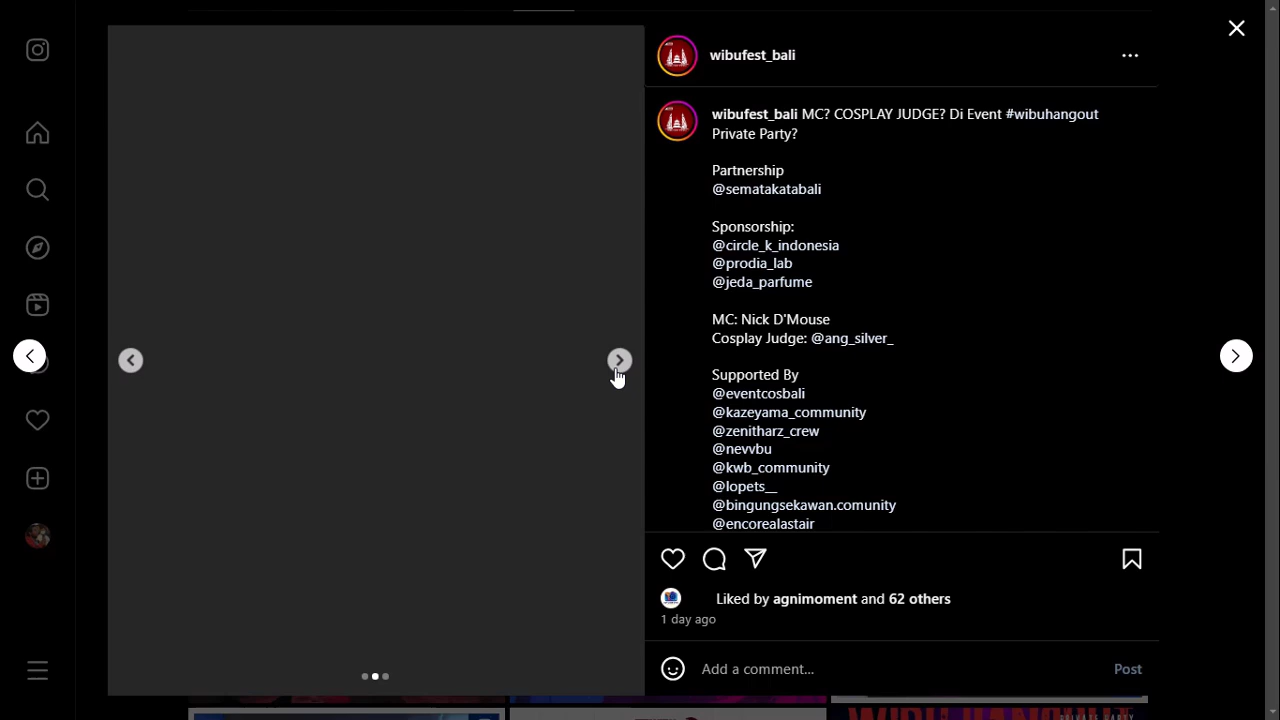 wibufest_bali
wibufest_bali MC? COSPLAY JUDGE? Di Event #wibuhangout
Private Party?
Partnership
@sematakatabali
Sponsorship:
@circle_k_indonesia
@prodia_lab
@jeda_parfume
MC: Nick D'Mouse
Cosplay Judge: @ang_silver_
Supported By
@eventcosbali
@kazeyama_community
@zenitharz_crew
@nevvbu
@kwb_community
@lopets__
@bingungsekawan.comunity
@encorealastair
Liked by agnimoment and 62 others
1 day ago
Add a comment...
Post